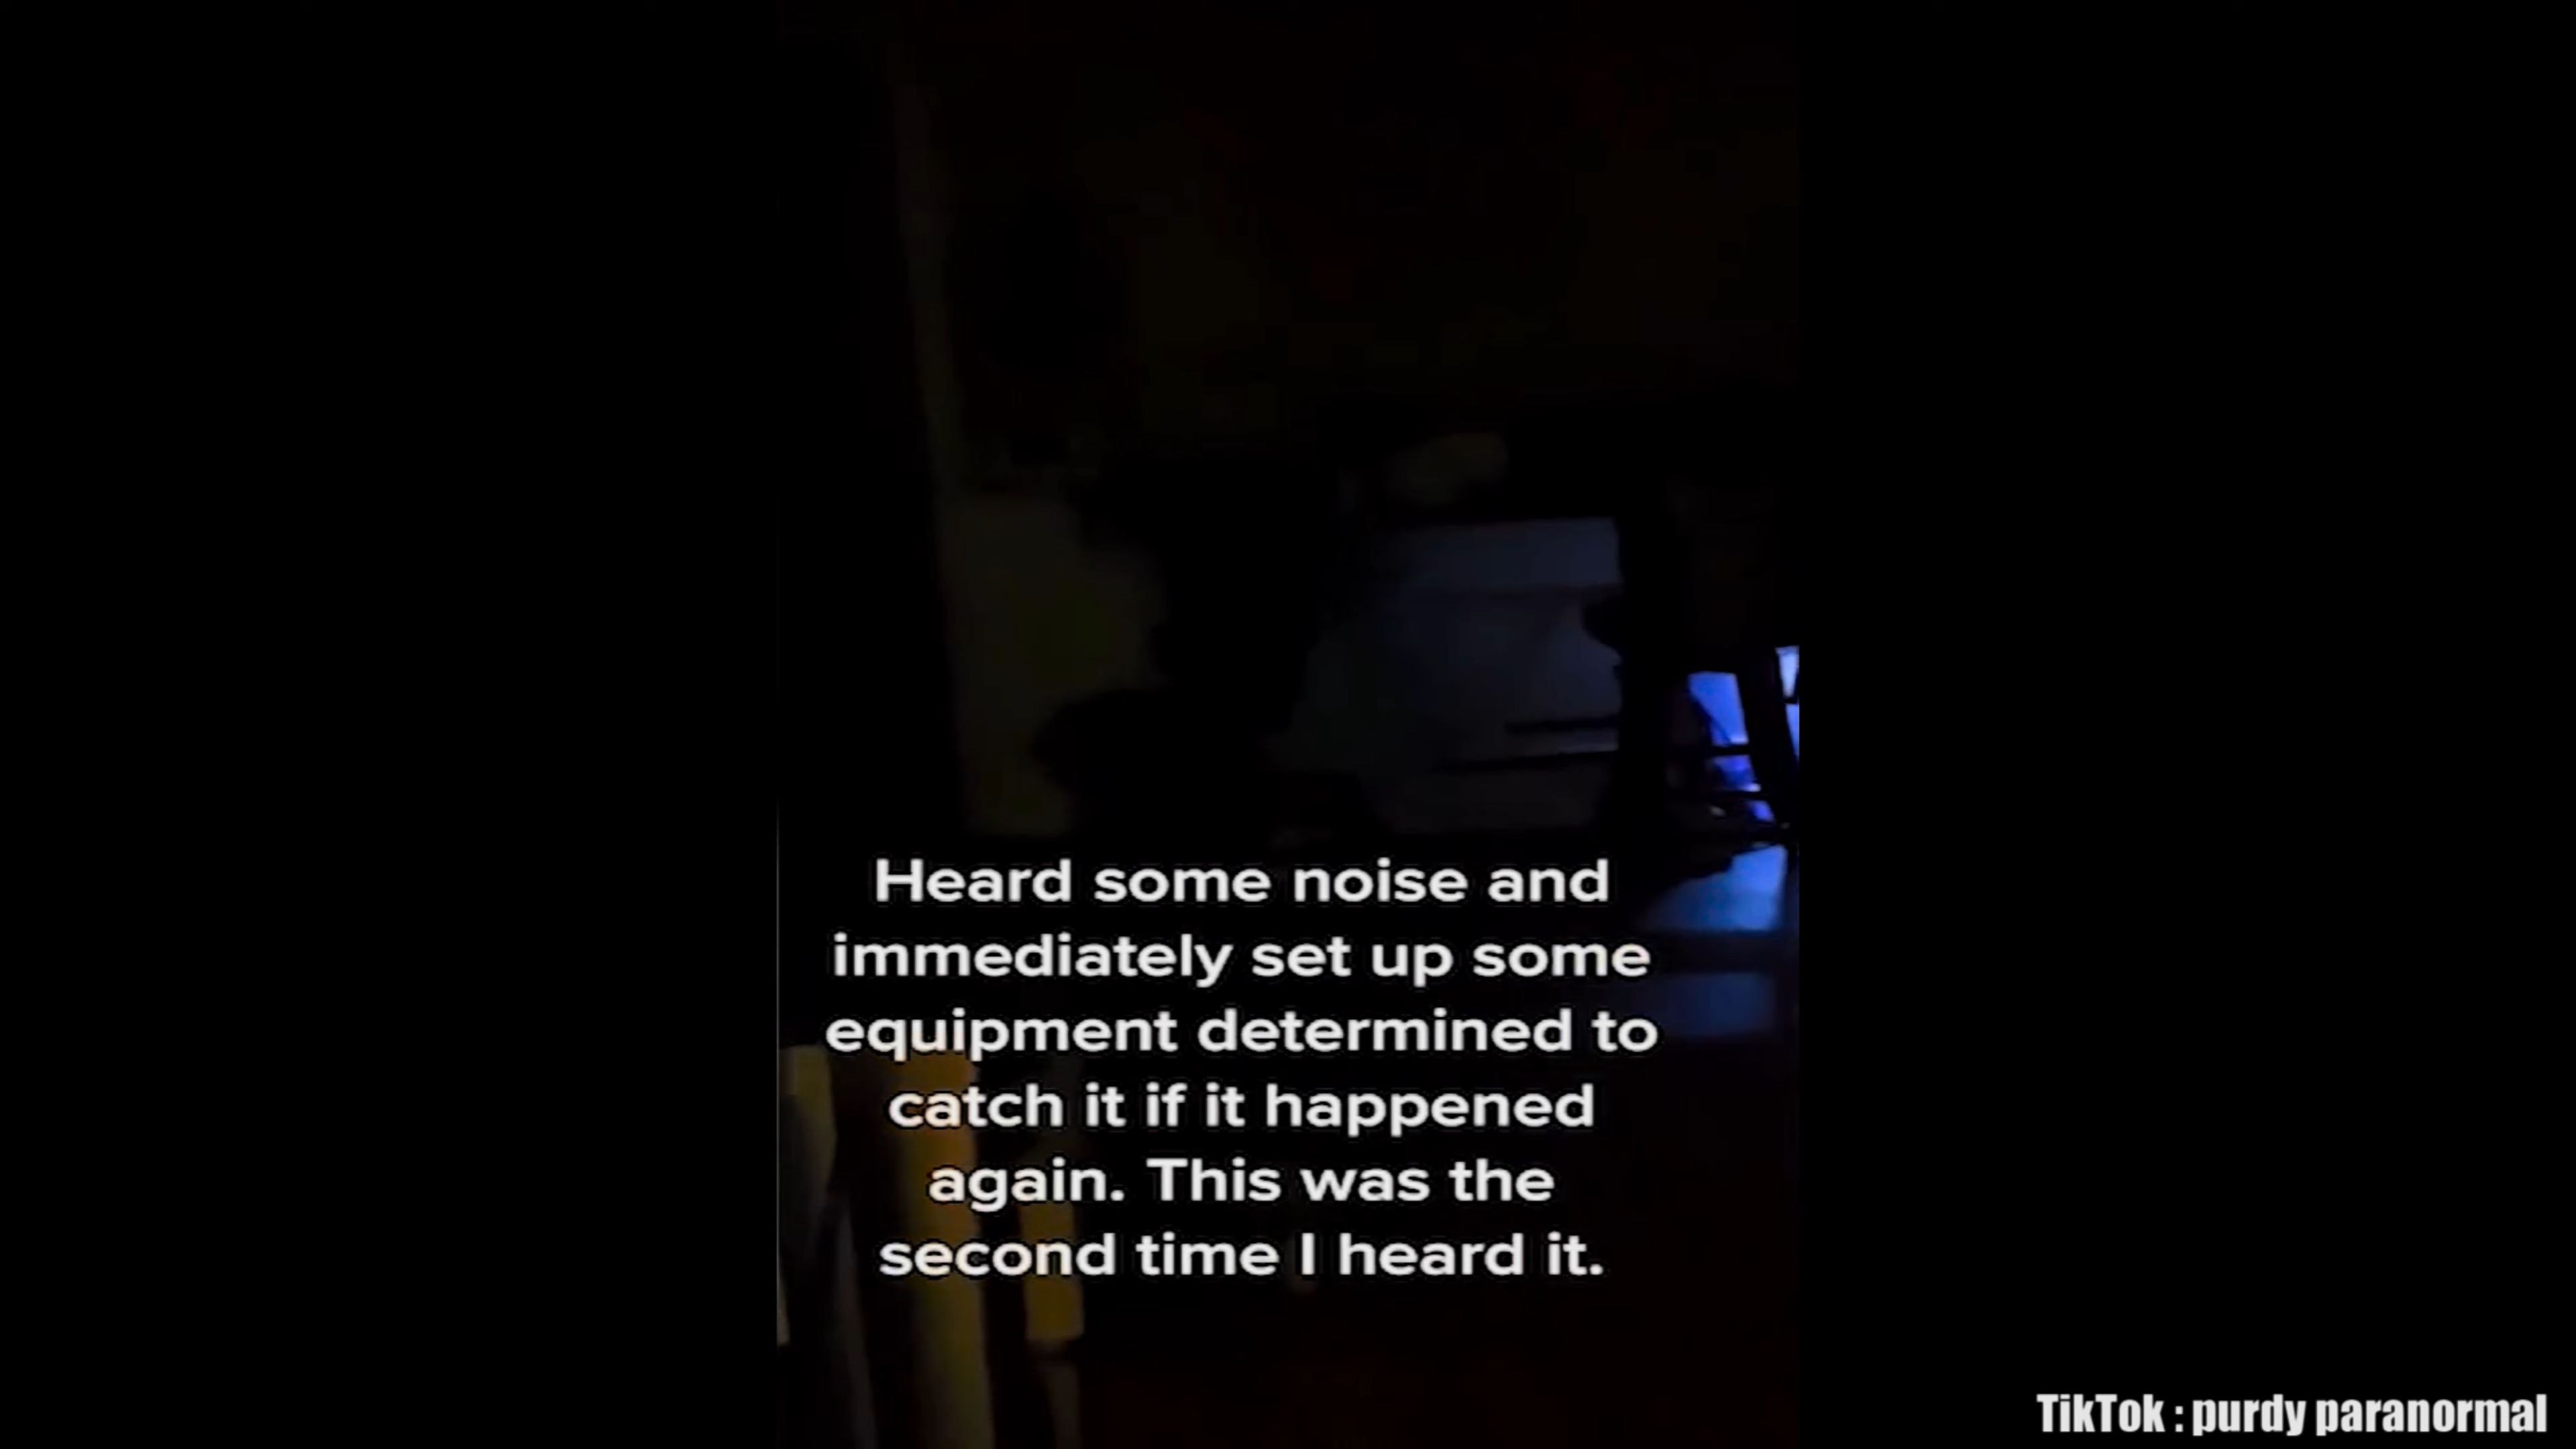 Heard some noise and
immediately set up some
equipment determined to
catch it if it happened
again. This was the
second time I heard it.
TikTok : purdy paranormal